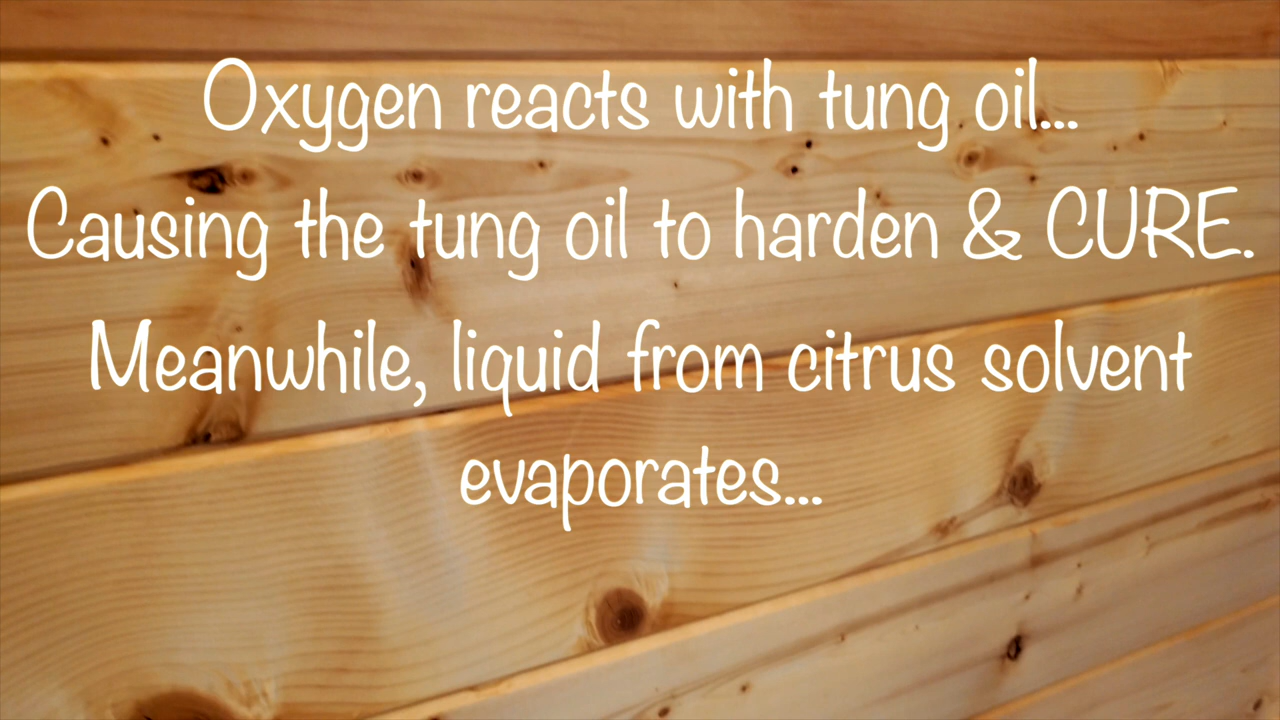 Oxygen reacts with tung oil...
Causing the tung oil to harden & CURE.
Meanwhile, liquid from citrus solvent
evaporates...